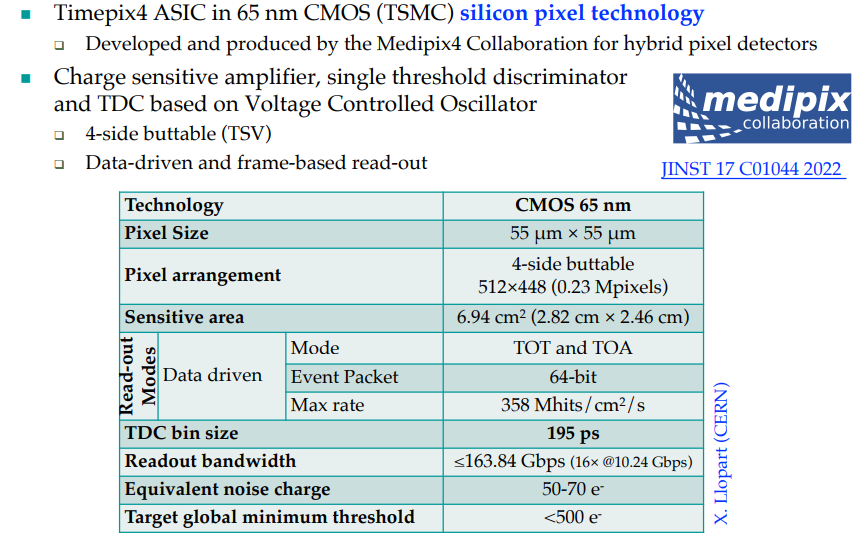 Timepix4 ASIC in 65 nm CMOS (TSMC) silicon pixel technology
Developed and produced by the Medipix4 Collaboration for hybrid pixel detectors
Charge sensitive amplifier, single threshold discriminator
and TDC based on Voltage Controlled Oscillator
4-side buttable (TSV)
Data-driven and frame-based read-out
medipix
collaboration
JINST 17 C01044 2022
Technology CMOS 65 nm
Pixel Size 55 µm × 55 µm
Pixel arrangement 4-side buttable
512×448 (0.23 Mpixels)
Sensitive area 6.94 cm² (2.82 cm × 2.46 cm)
Read-out
Modes
Data driven
Mode TOT and TOA
Event Packet 64-bit
Max rate 358 Mhits/cm²/s
TDC bin size 195 ps
Readout bandwidth ≤163.84 Gbps (16× @10.24 Gbps)
Equivalent noise charge 50-70 e⁻
Target global minimum threshold <500 e⁻
X. Llopart (CERN)